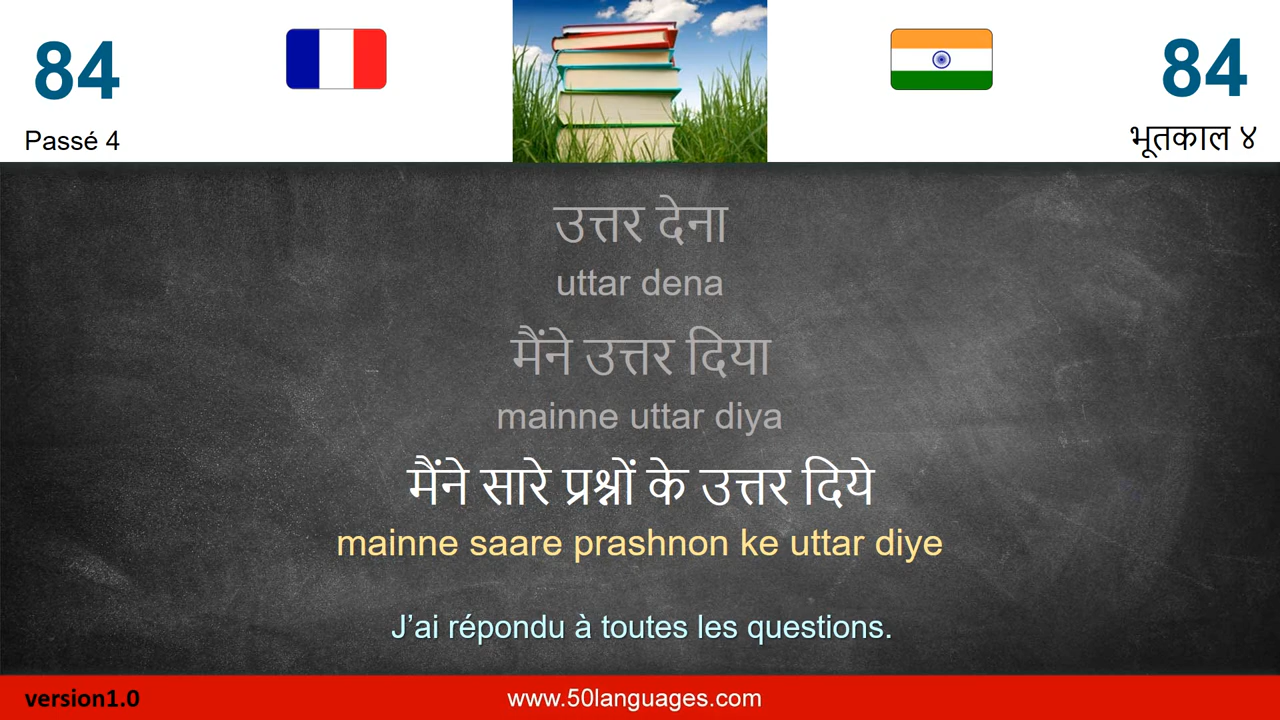 84
84
Passé 4
भूतकाल ४
उत्तर देना
uttar dena
मैंने उत्तर दिया
mainne uttar diya
मैंने सारे प्रश्नों के उत्तर दिये
mainne saare prashnon ke uttar diye
J’ai répondu à toutes les questions.
version1.0
www.50languages.com